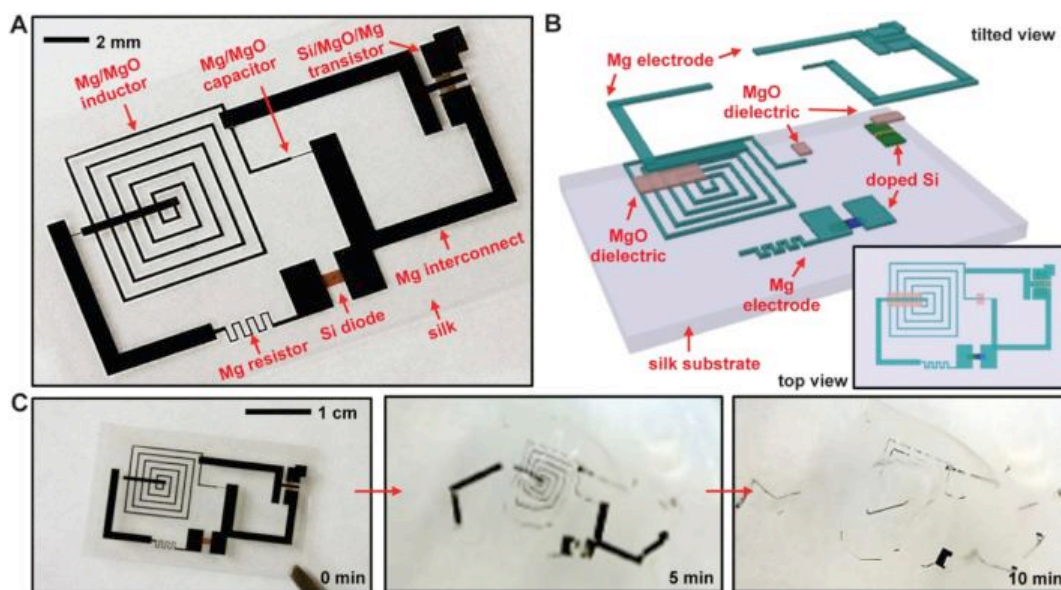 A
2 mm
Mg/MgO
inductor
Mg/MgO
capacitor
Si/MgO/Mg
transistor
Mg interconnect
silk
Si diode
Mg resistor
B
tilted view
Mg electrode
MgO
dielectric
doped Si
MgO
dielectric
Mg
electrode
silk substrate
top view
C
1 cm
0 min
5 min
10 min